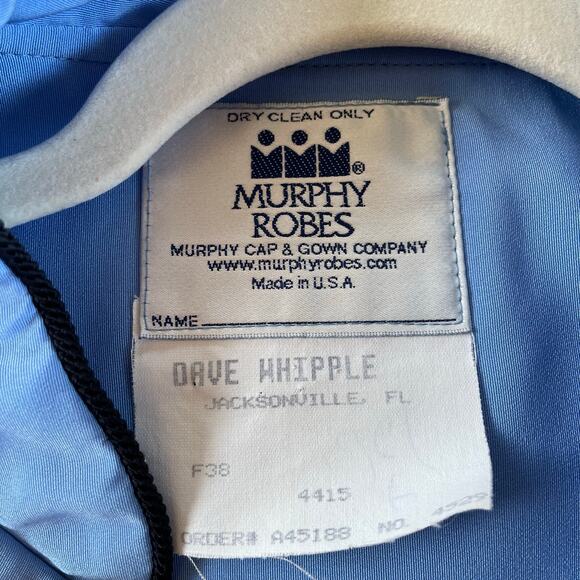 DRY CLEAN ONLY
®
MURPHY
ROBES
MURPHY CAP & GOWN COMPANY
www.murphyrobes.com
Made in U.S.A.
NAME
DAVE WHIPPLE
JACKSONVILLE, FL
F38
4415
ORDER# A45188 NO. 4529